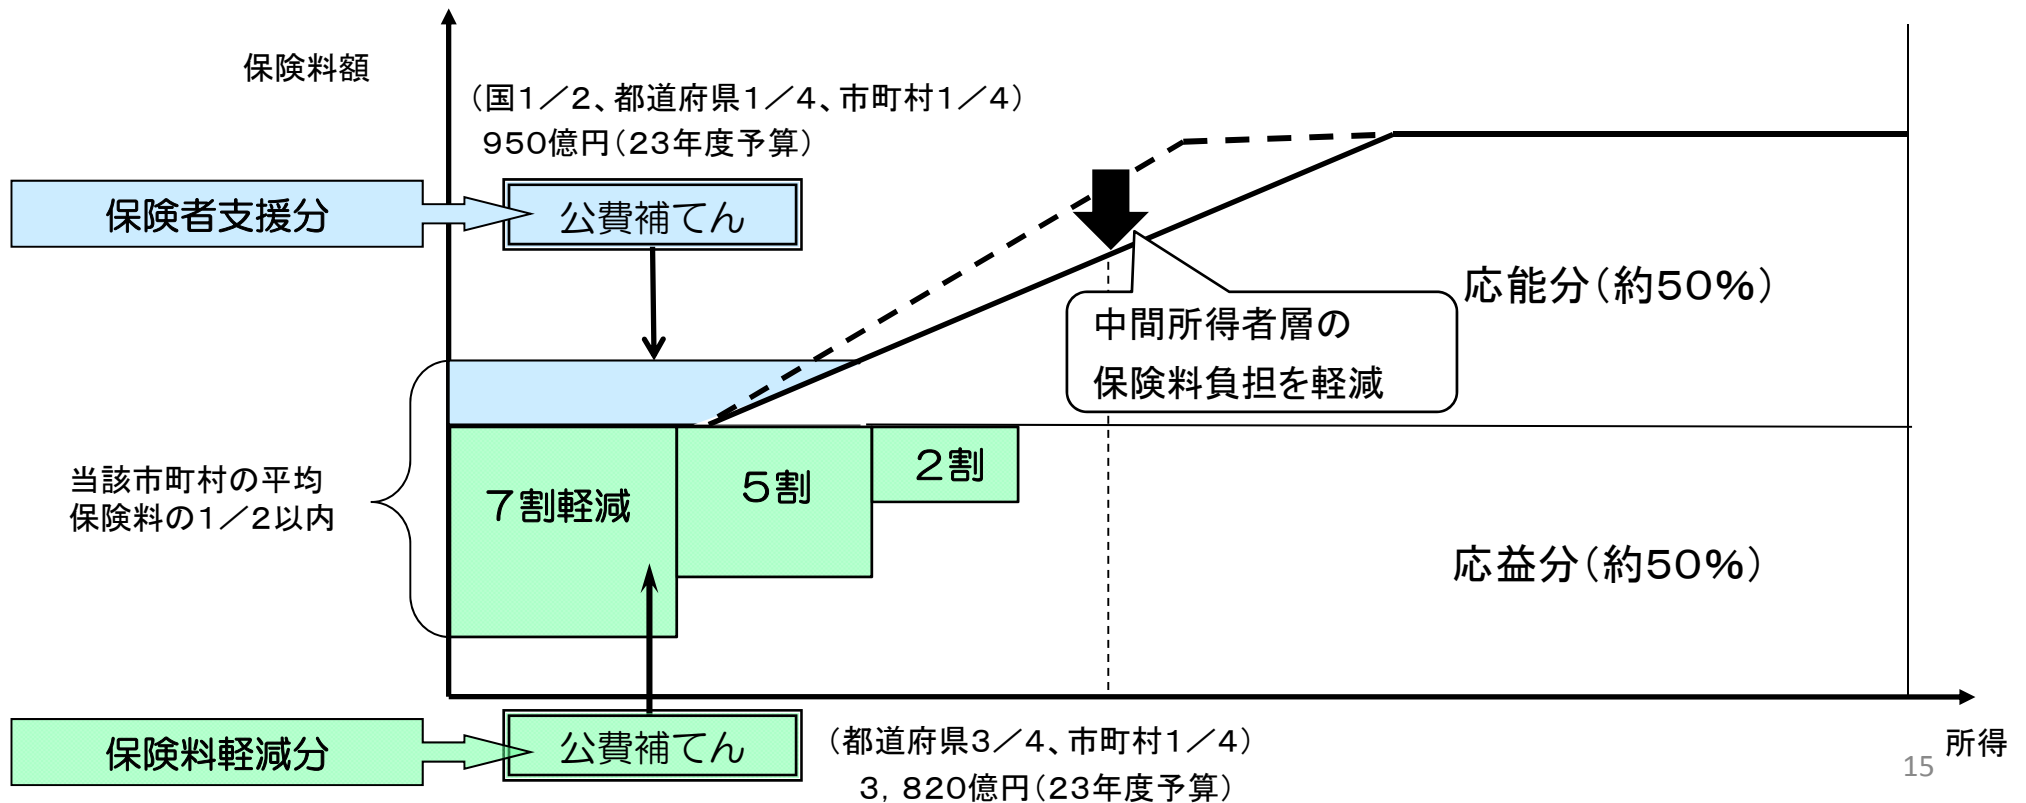 保険料額
（国１／２、都道府県１／４、市町村１／４）
９５０億円（２３年度予算）
保険者支援分
公費補てん
応能分（約５０％）
中間所得者層の
保険料負担を軽減
当該市町村の平均
保険料の１／２以内
７割軽減
５割
２割
応益分（約５０％）
保険料軽減分
公費補てん
（都道府県３／４、市町村１／４）
３，８２０億円（２３年度予算）
所得
15